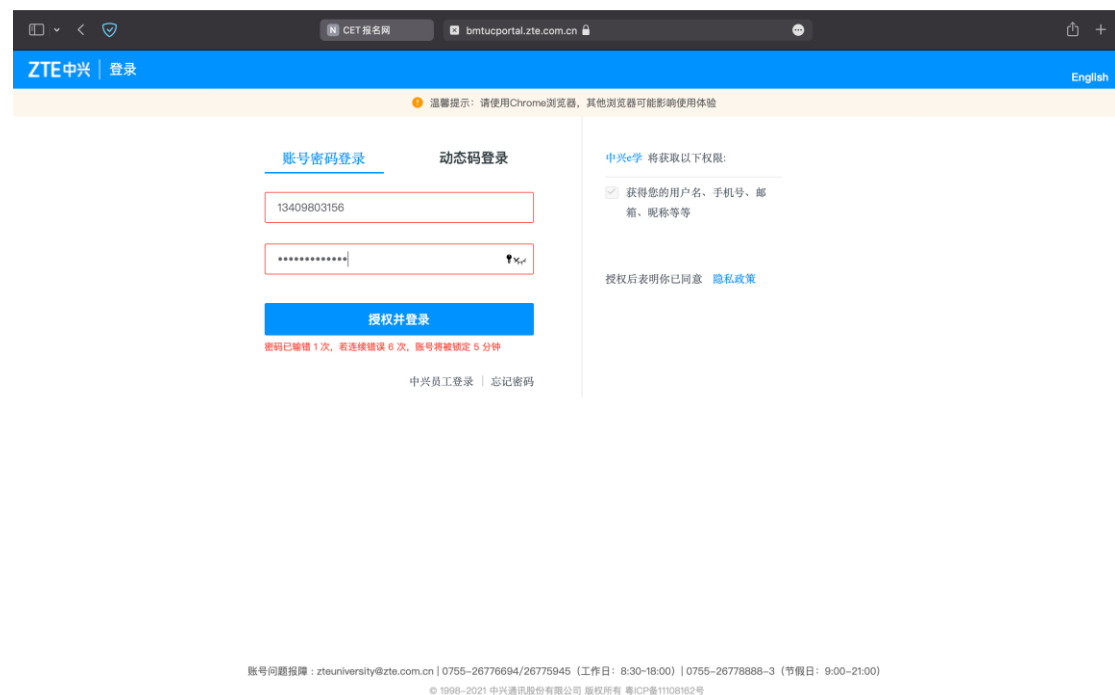 CET 报名网
bmtucportal.zte.com.cn
ZTE中兴 登录
English
温馨提示：请使用Chrome浏览器，其他浏览器可能影响使用体验
账号密码登录 动态码登录
13409803156
•••••••••••••
授权并登录
密码已输错 1 次，若连续错误 6 次，账号将被锁定 5 分钟
中兴员工登录 忘记密码
中兴e学 将获取以下权限:
获得您的用户名、手机号、邮
箱、昵称等等
授权后表明你已同意 隐私政策
账号问题报障：zteuniversity@zte.com.cn | 0755-26776694/26775945（工作日：8:30~18:00）| 0755-26778888-3（节假日：9:00-21:00）
© 1998-2021 中兴通讯股份有限公司 版权所有 粤ICP备11108162号